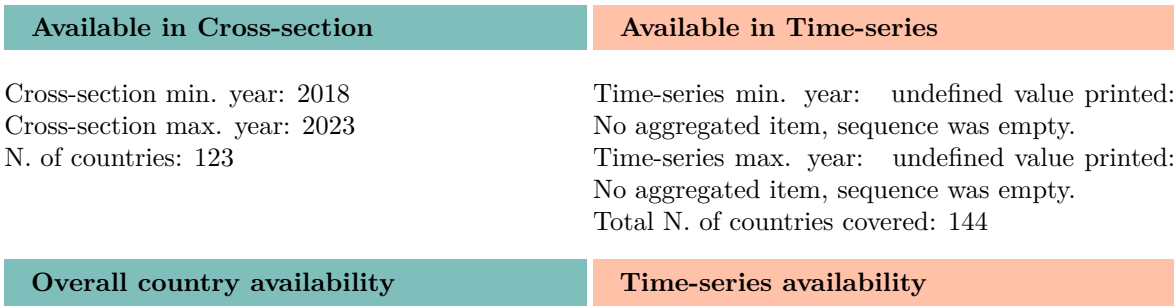 Available in Cross-section
Available in Time-series
Cross-section min. year: 2018
Cross-section max. year: 2023
N. of countries: 123
Time-series min. year: undefined value printed:
No aggregated item, sequence was empty.
Time-series max. year: undefined value printed:
No aggregated item, sequence was empty.
Total N. of countries covered: 144
Overall country availability
Time-series availability